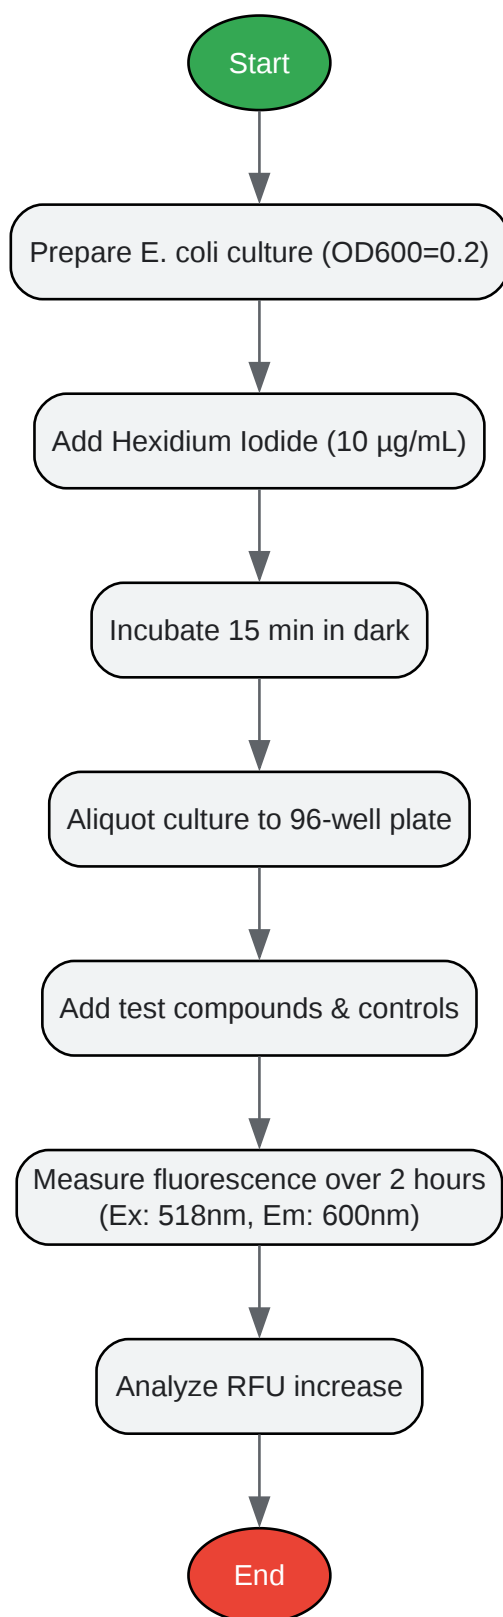 Start
Prepare E. coli culture (OD600=0.2)
Add Hexidium Iodide (10 µg/mL)
Incubate 15 min in dark
Aliquot culture to 96-well plate
Add test compounds & controls
Measure fluorescence over 2 hours
(Ex: 518nm, Em: 600nm)
Analyze RFU increase
End